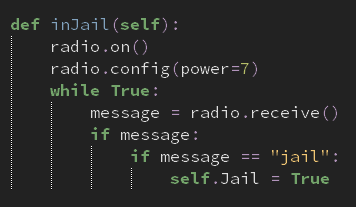 def inJail(self):
    radio.on()
    radio.config(power=7)
    while True:
        message = radio.receive()
        if message:
            if message == "jail":
                self.Jail = True